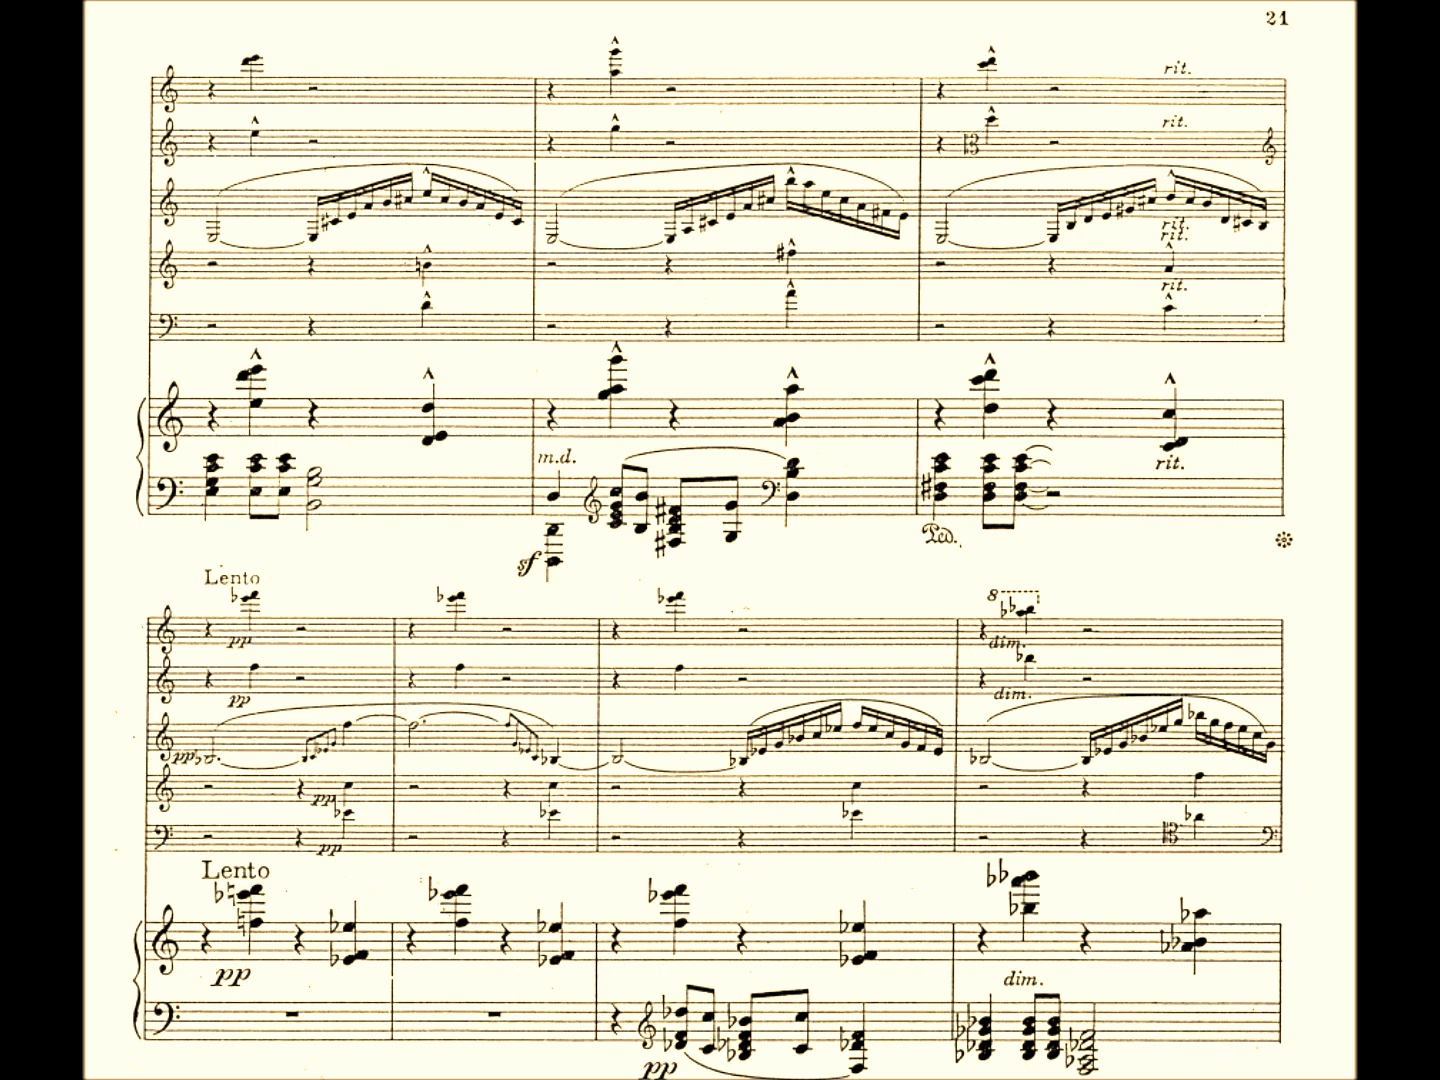 21
rit.
rit.
rit.
rit.
rit.
m.d.
rit.
sf
Ped.
Lento
pp
dim.
8
pp
dim.
pp
pp
pp
Lento
pp
dim.
pp